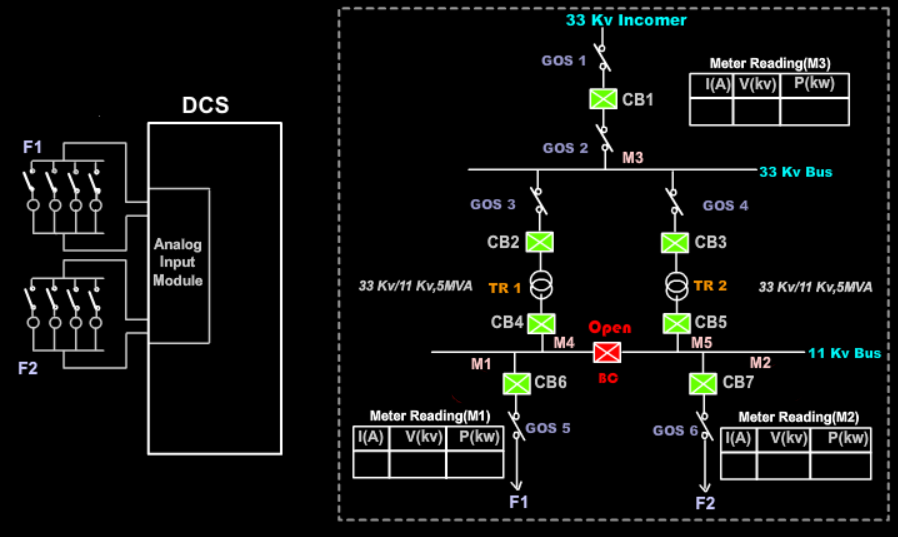 DCS
F1
F2
Analog
Input
Module
33 Kv Incomer
GOS 1
CB1
GOS 2
M3
33 Kv Bus
Meter Reading(M3)
I(A) V(kv) P(kw)
GOS 3
GOS 4
CB2
CB3
33 Kv/11 Kv,5MVA
TR 1
TR 2
33 Kv/11 Kv,5MVA
CB4
Open
CB5
M4
M5
11 Kv Bus
M1
BC
M2
CB6
CB7
Meter Reading(M1)
I(A) V(kv) P(kw)
GOS 5
GOS 6
Meter Reading(M2)
I(A) V(kv) P(kw)
F1
F2